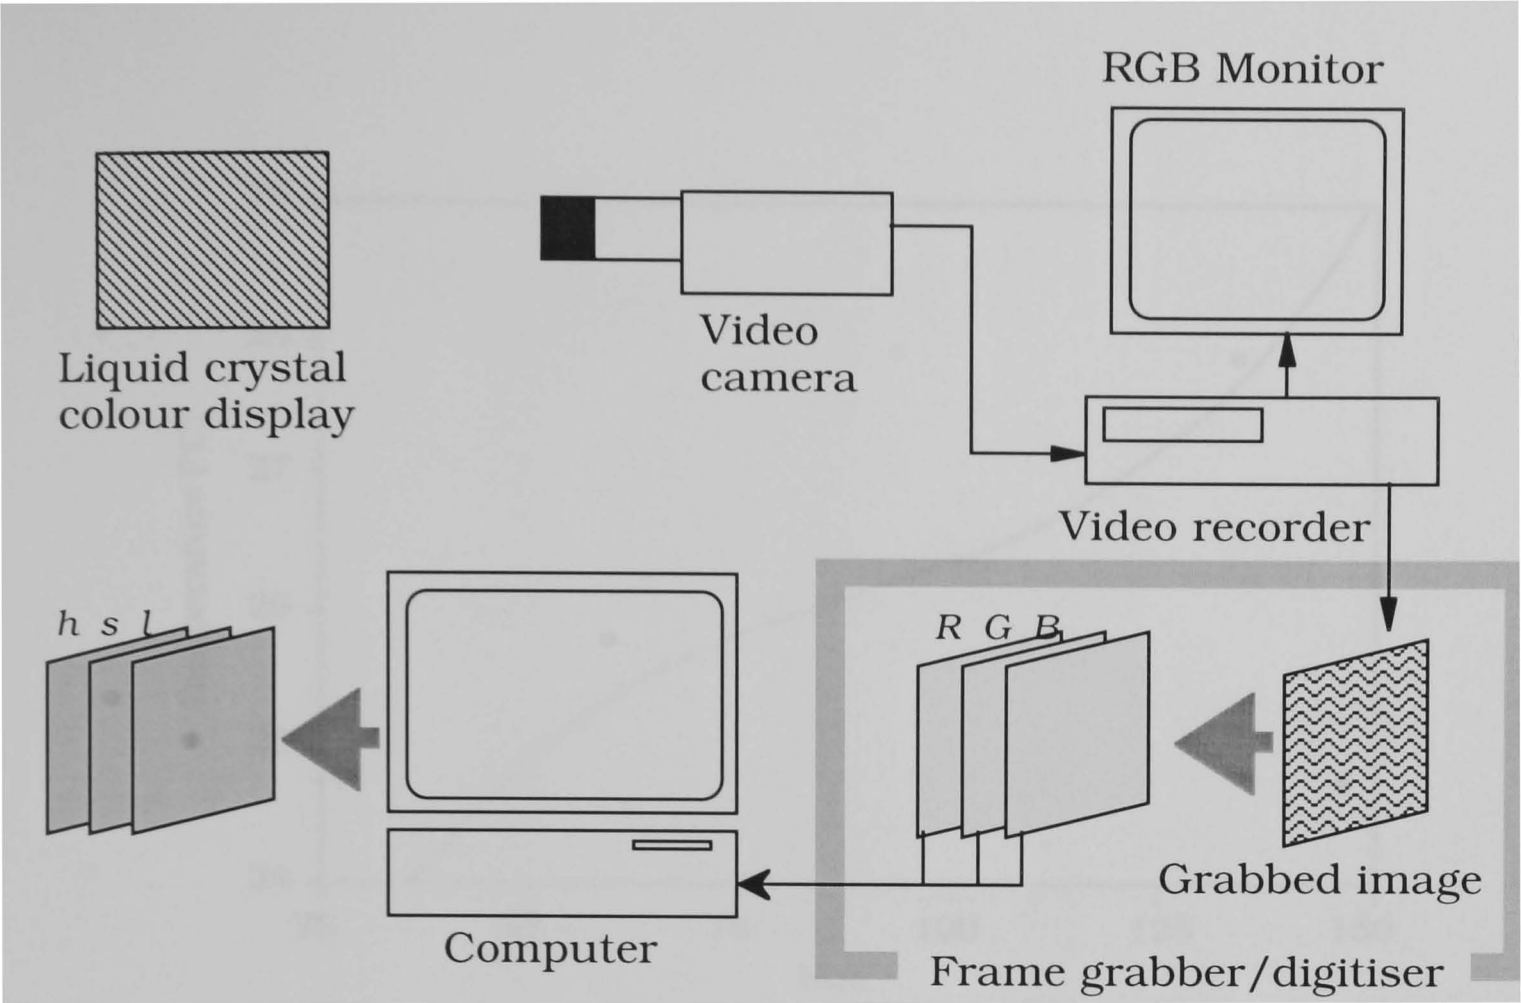 RGB Monitor
Liquid crystal
colour display
Video
camera
Video recorder
h s l
R G B
Grabbed image
Computer
Frame grabber/digitiser